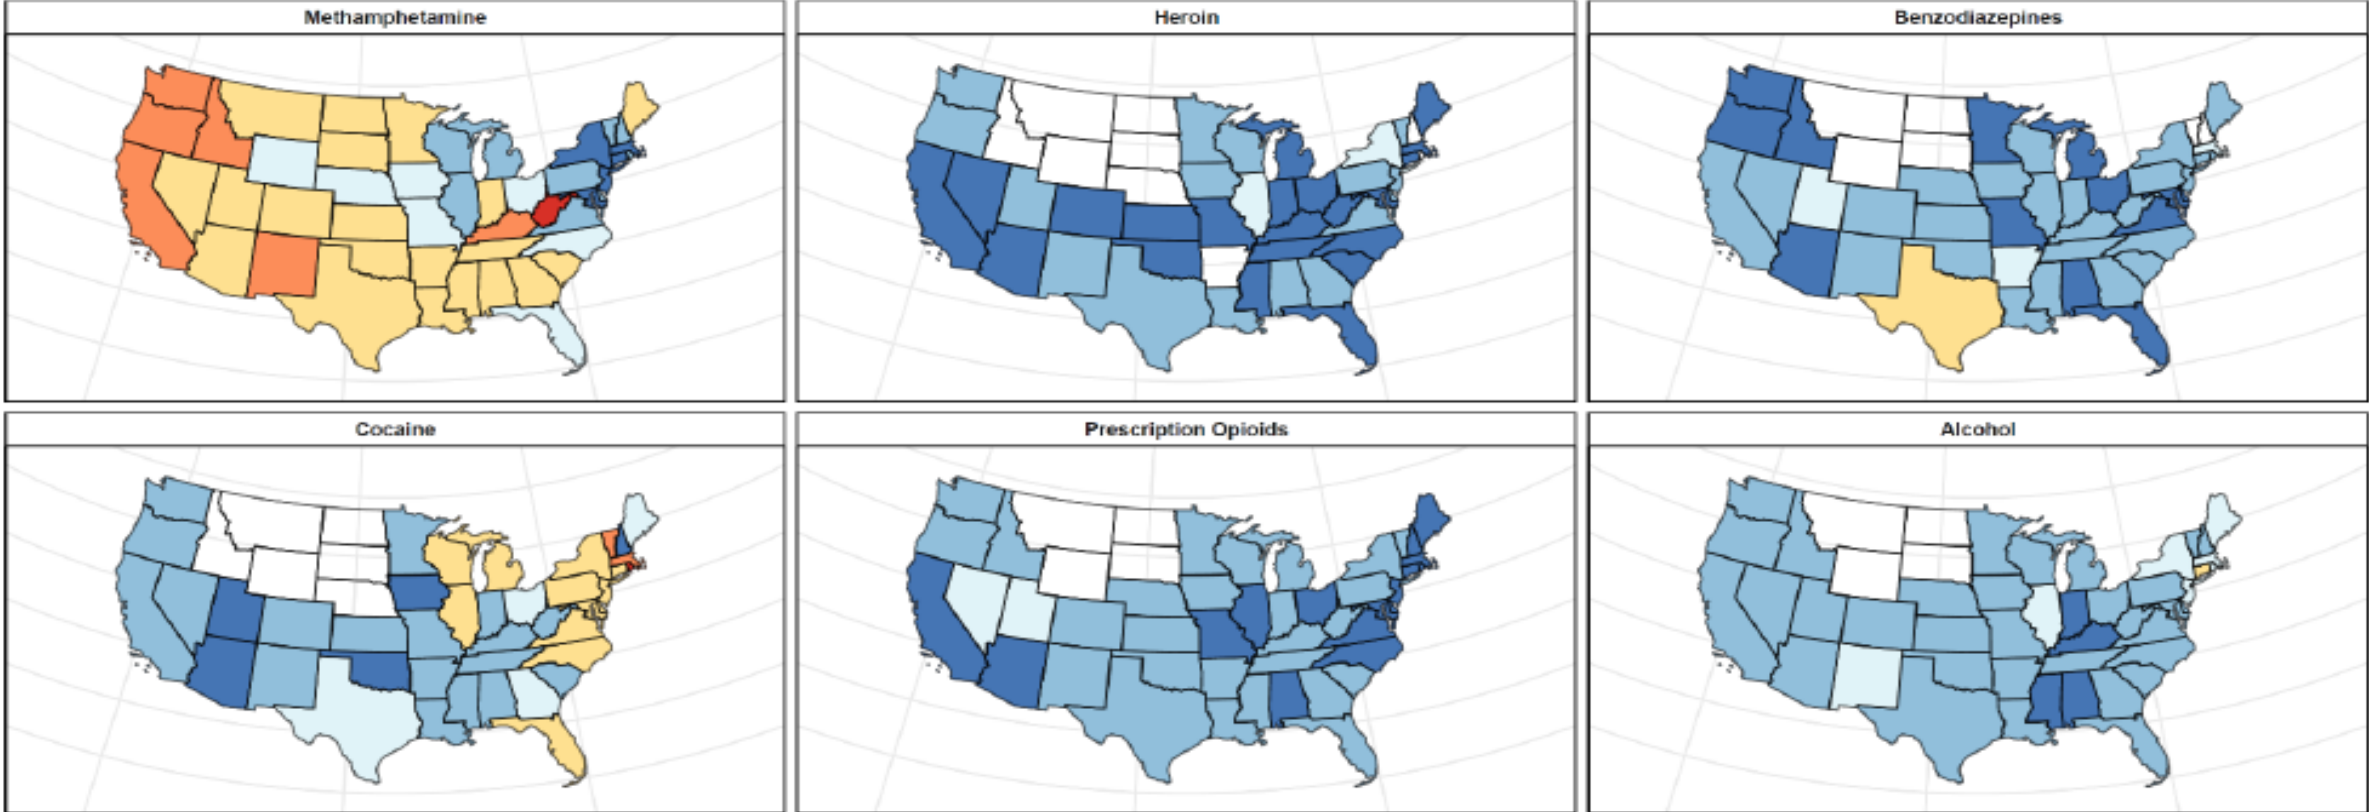 Methamphetamine
Heroin
Benzodiazepines
Cocaine
Prescription Opioids
Alcohol